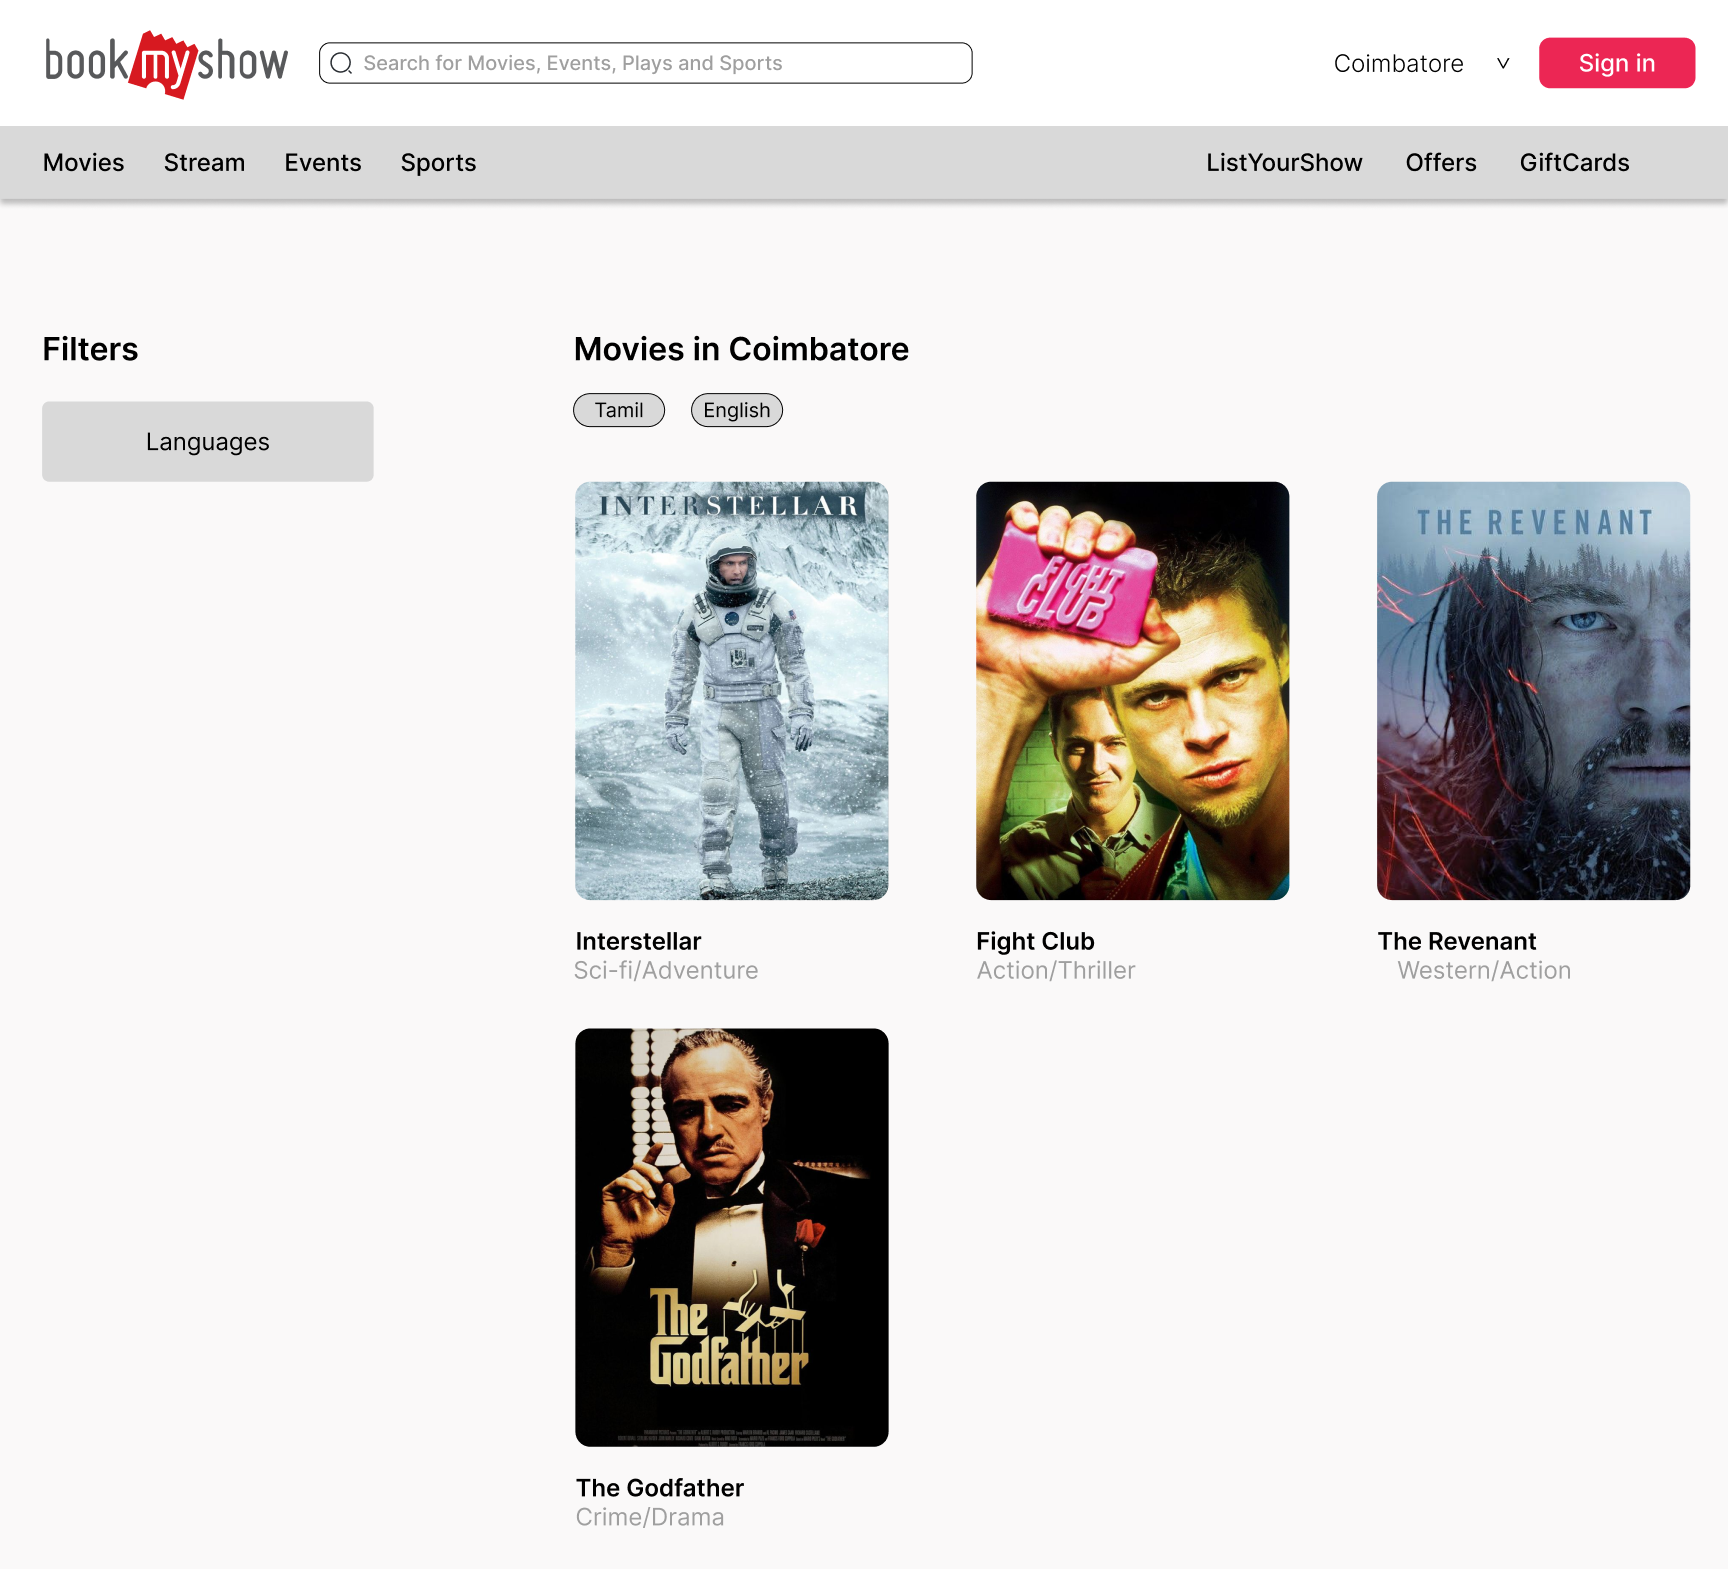 bookmyshow
Search for Movies, Events, Plays and Sports
Coimbatore
Sign in
Movies Stream Events Sports ListYourShow Offers GiftCards
Filters
Movies in Coimbatore
Tamil English
Languages
INTERSTELLAR
FIGHT
CLUB
THE REVENANT
Interstellar
Sci-fi/Adventure
Fight Club
Action/Thriller
The Revenant
Western/Action
The
Godfather
The Godfather
Crime/Drama